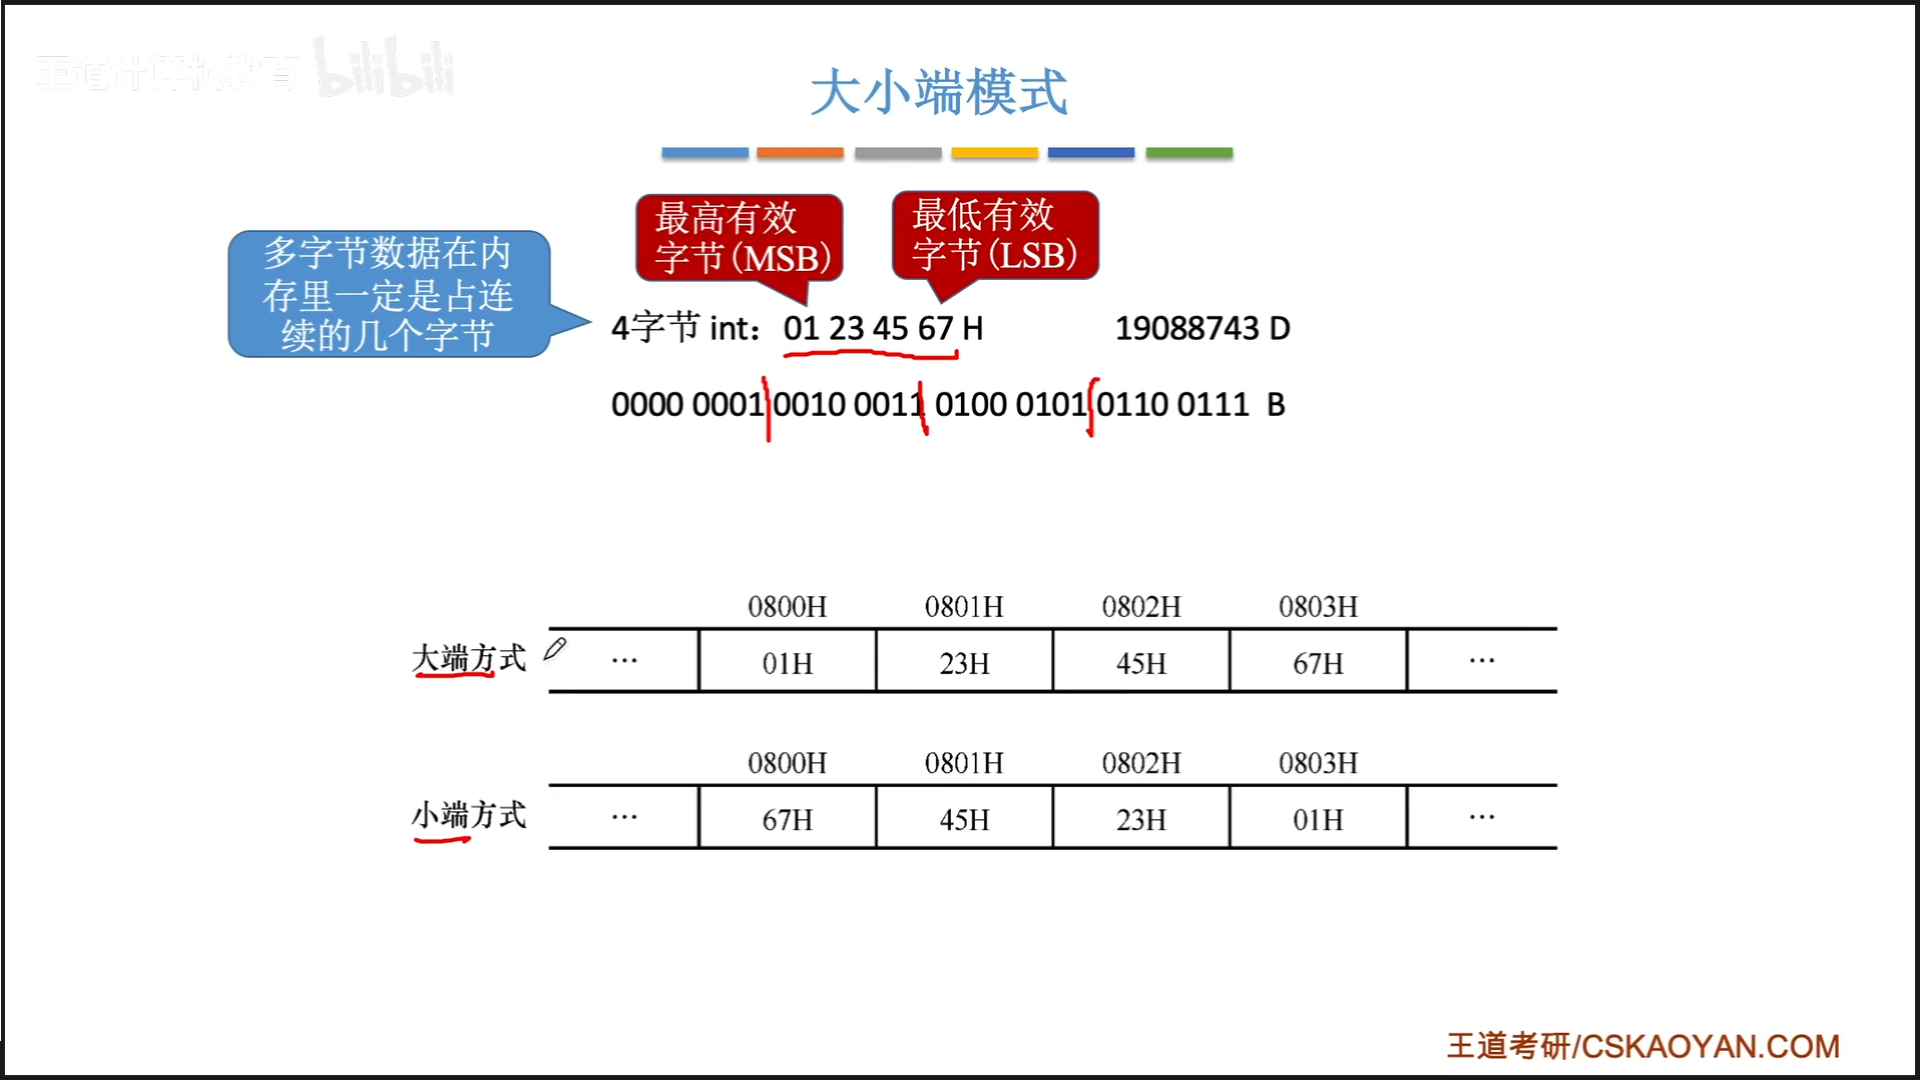 王道计算机教育 bilibili
大小端模式
最高有效
字节(MSB)
最低有效
字节(LSB)
多字节数据在内
存里一定是占连
续的几个字节
4字节 int：01 23 45 67 H 19088743 D
0000 0001 0010 0011 0100 0101 0110 0111 B
0800H 0801H 0802H 0803H
大端方式 … 01H 23H 45H 67H …
0800H 0801H 0802H 0803H
小端方式 … 67H 45H 23H 01H …
王道考研/CSKAOYAN.COM